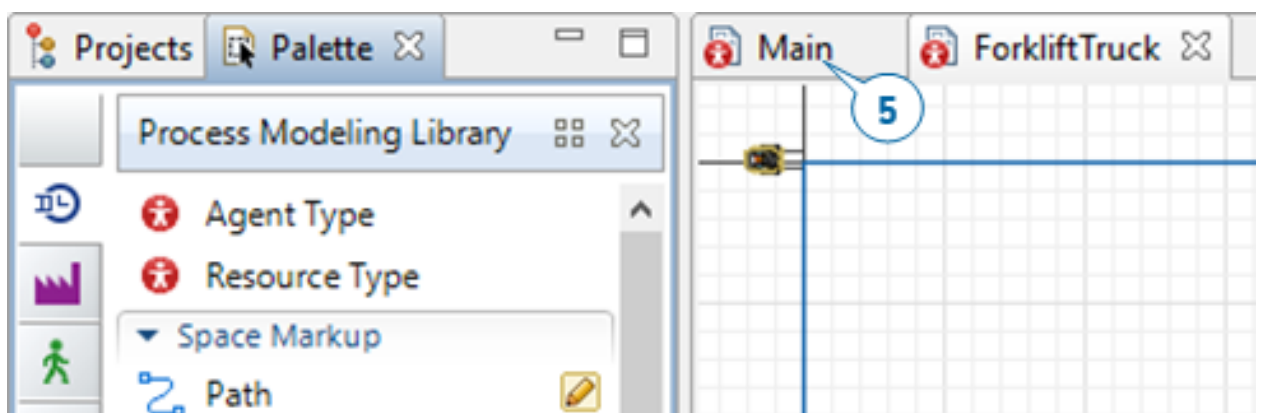 Projects Palette
Main ForkliftTruck
5
Process Modeling Library
Agent Type
Resource Type
Space Markup
Path